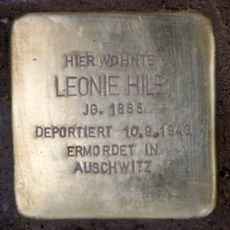 HIER WOHNTE
LEONIE HILB
JG. 1885
DEPORTIERT 10.9.1943
ERMORDET IN
AUSCHWITZ